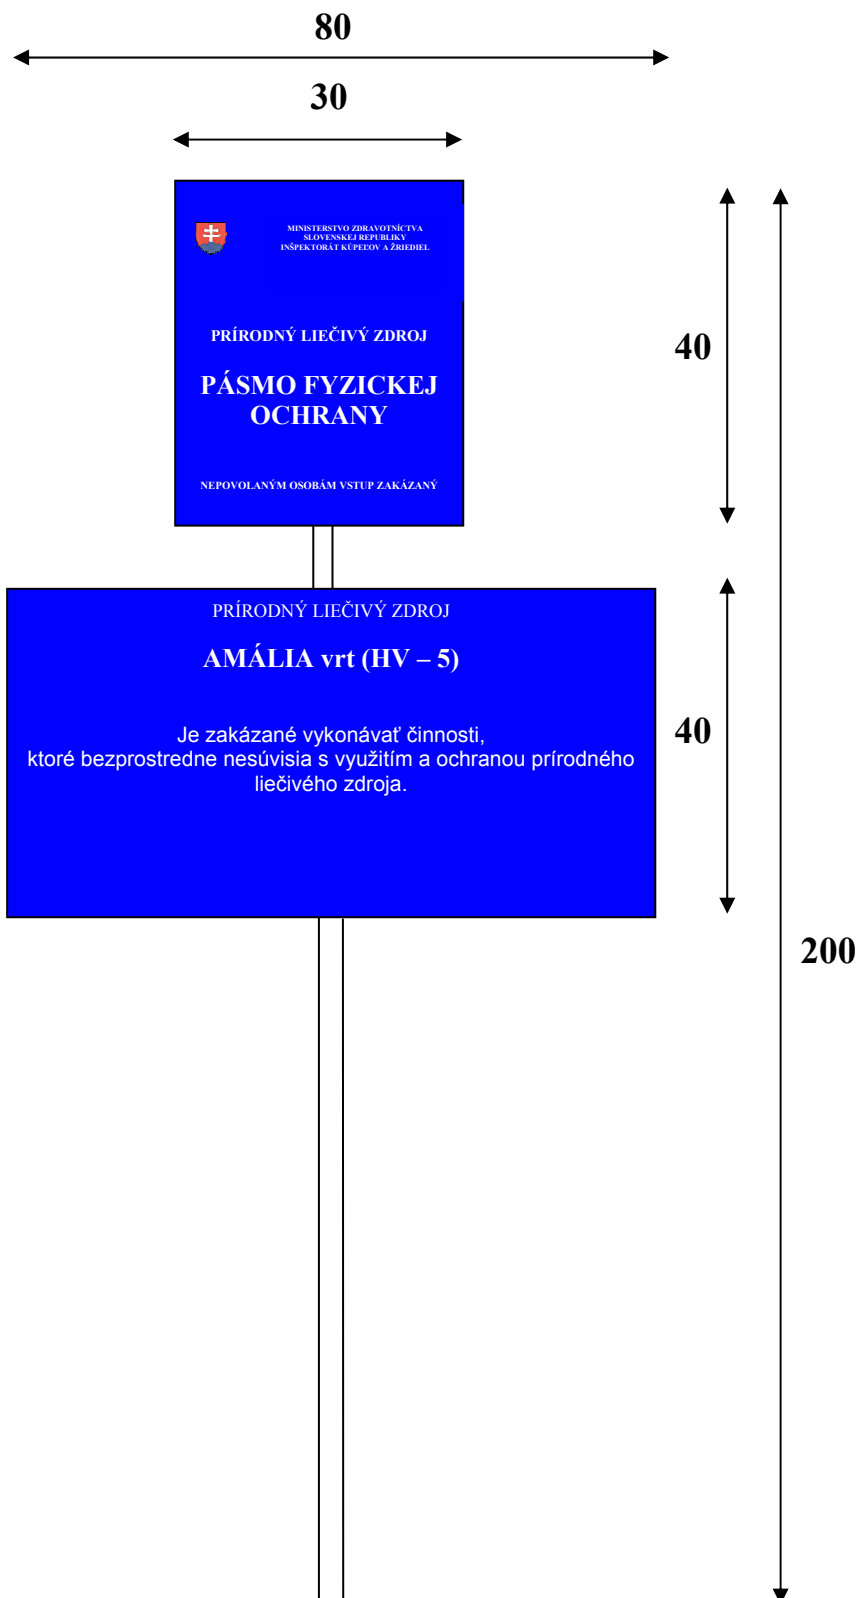 80
30
MINISTERSTVO ZDRAVOTNÍCTVA
SLOVENSKEJ REPUBLIKY
INŠPEKTORÁT KÚPEĽOV A ŽRIEDIEL
PRÍRODNÝ LIEČIVÝ ZDROJ
40
PÁSMO FYZICKEJ
OCHRANY
NEPOVOLANÝM OSOBÁM VSTUP ZAKÁZANÝ
PRÍRODNÝ LIEČIVÝ ZDROJ
AMÁLIA vrt (HV – 5)
40
Je zakázané vykonávať činnosti,
ktoré bezprostredne nesúvisia s využitím a ochranou prírodného
liečivého zdroja.
200